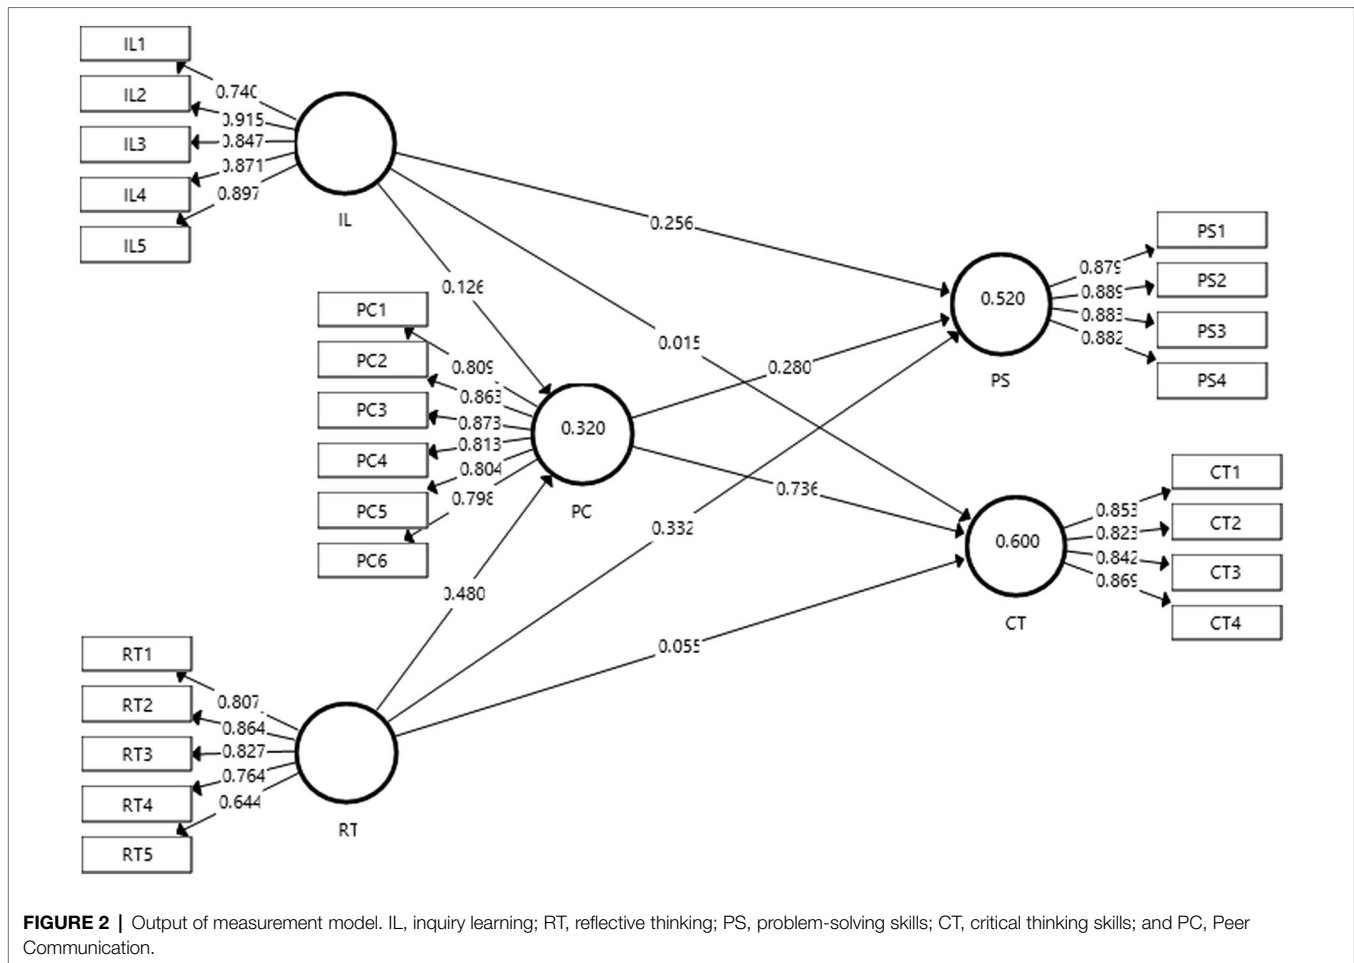 IL1
IL2
IL3
IL4
IL5
0.740
0.915
0.847
0.871
0.897
IL
0.256
0.126
0.015
PC1
PC2
PC3
PC4
PC5
PC6
0.809
0.863
0.873
0.813
0.804
0.798
0.320
PC
0.280
0.736
0.332
0.480
0.055
0.520
PS
0.879
0.889
0.883
0.882
PS1
PS2
PS3
PS4
0.600
CT
0.853
0.823
0.842
0.869
CT1
CT2
CT3
CT4
RT1
RT2
RT3
RT4
RT5
0.807
0.864
0.827
0.764
0.644
RT
FIGURE 2 | Output of measurement model. IL, inquiry learning; RT, reflective thinking; PS, problem-solving skills; CT, critical thinking skills; and PC, Peer
Communication.